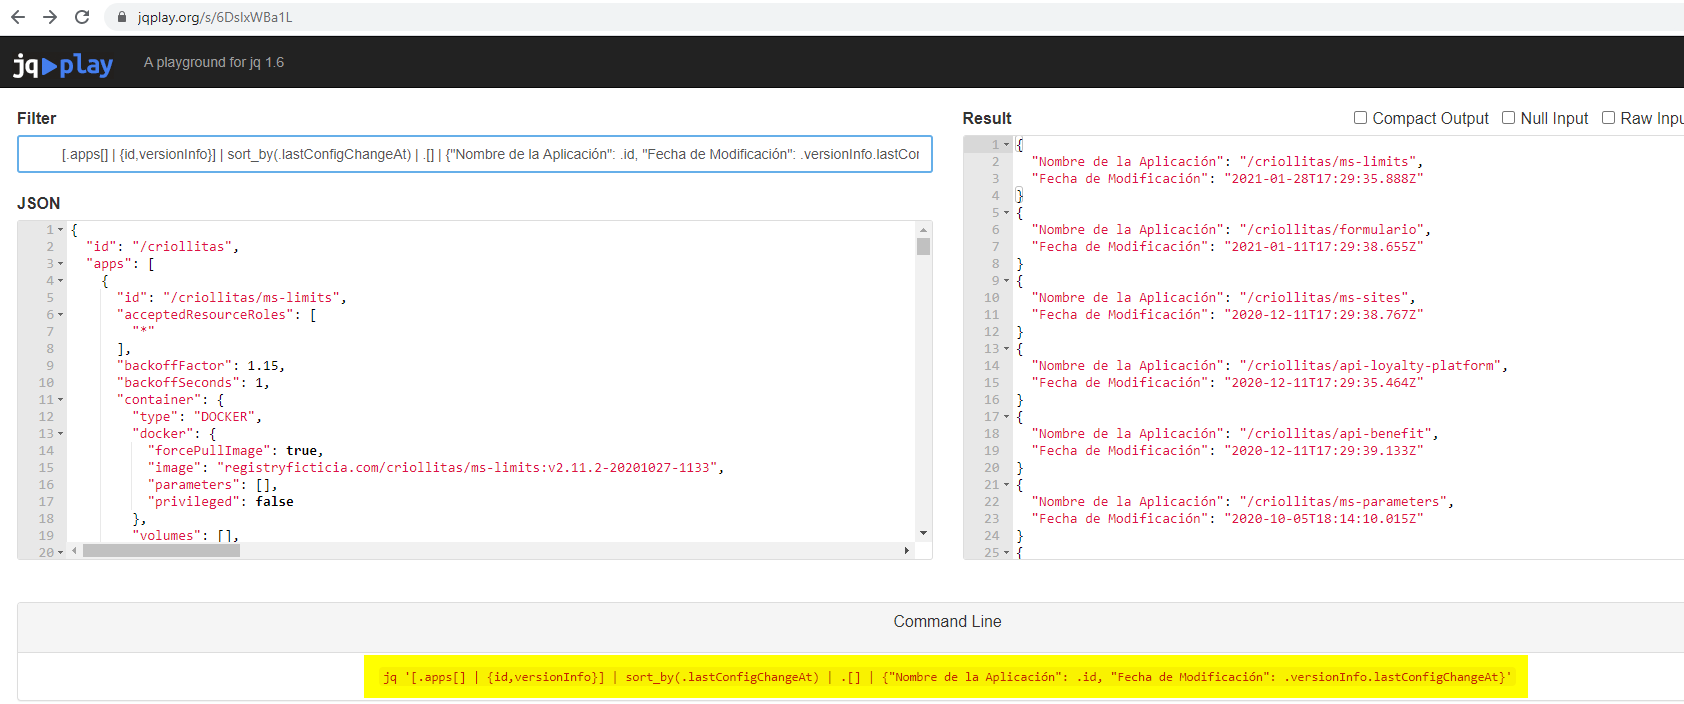 jqplay.org/s/6DslxWBa1L
jq play A playground for jq 1.6
Filter
[.apps[] | {id,versionInfo}] | sort_by(.lastConfigChangeAt) | .[] | {"Nombre de la Aplicación": .id, "Fecha de Modificación": .versionInfo.lastCon
JSON
1 {
2 "id": "/criollitas",
3 "apps": [
4 {
5 "id": "/criollitas/ms-limits",
6 "acceptedResourceRoles": [
7 "*"
8 ],
9 "backoffFactor": 1.15,
10 "backoffSeconds": 1,
11 "container": {
12 "type": "DOCKER",
13 "docker": {
14 "forcePullImage": true,
15 "image": "registryficticia.com/criollitas/ms-limits:v2.11.2-20201027-1133",
16 "parameters": [],
17 "privileged": false
18 },
19 "volumes": [],
20
Result
Compact Output Null Input Raw Inpu
1 {
2 "Nombre de la Aplicación": "/criollitas/ms-limits",
3 "Fecha de Modificación": "2021-01-28T17:29:35.888Z"
4 }
5 {
6 "Nombre de la Aplicación": "/criollitas/formulario",
7 "Fecha de Modificación": "2021-01-11T17:29:38.655Z"
8 }
9 {
10 "Nombre de la Aplicación": "/criollitas/ms-sites",
11 "Fecha de Modificación": "2020-12-11T17:29:38.767Z"
12 }
13 {
14 "Nombre de la Aplicación": "/criollitas/api-loyalty-platform",
15 "Fecha de Modificación": "2020-12-11T17:29:35.464Z"
16 }
17 {
18 "Nombre de la Aplicación": "/criollitas/api-benefit",
19 "Fecha de Modificación": "2020-12-11T17:29:39.133Z"
20 }
21 {
22 "Nombre de la Aplicación": "/criollitas/ms-parameters",
23 "Fecha de Modificación": "2020-10-05T18:14:10.015Z"
24 }
25 {
Command Line
jq '[.apps[] | {id,versionInfo}] | sort_by(.lastConfigChangeAt) | .[] | {"Nombre de la Aplicación": .id, "Fecha de Modificación": .versionInfo.lastConfigChangeAt}'